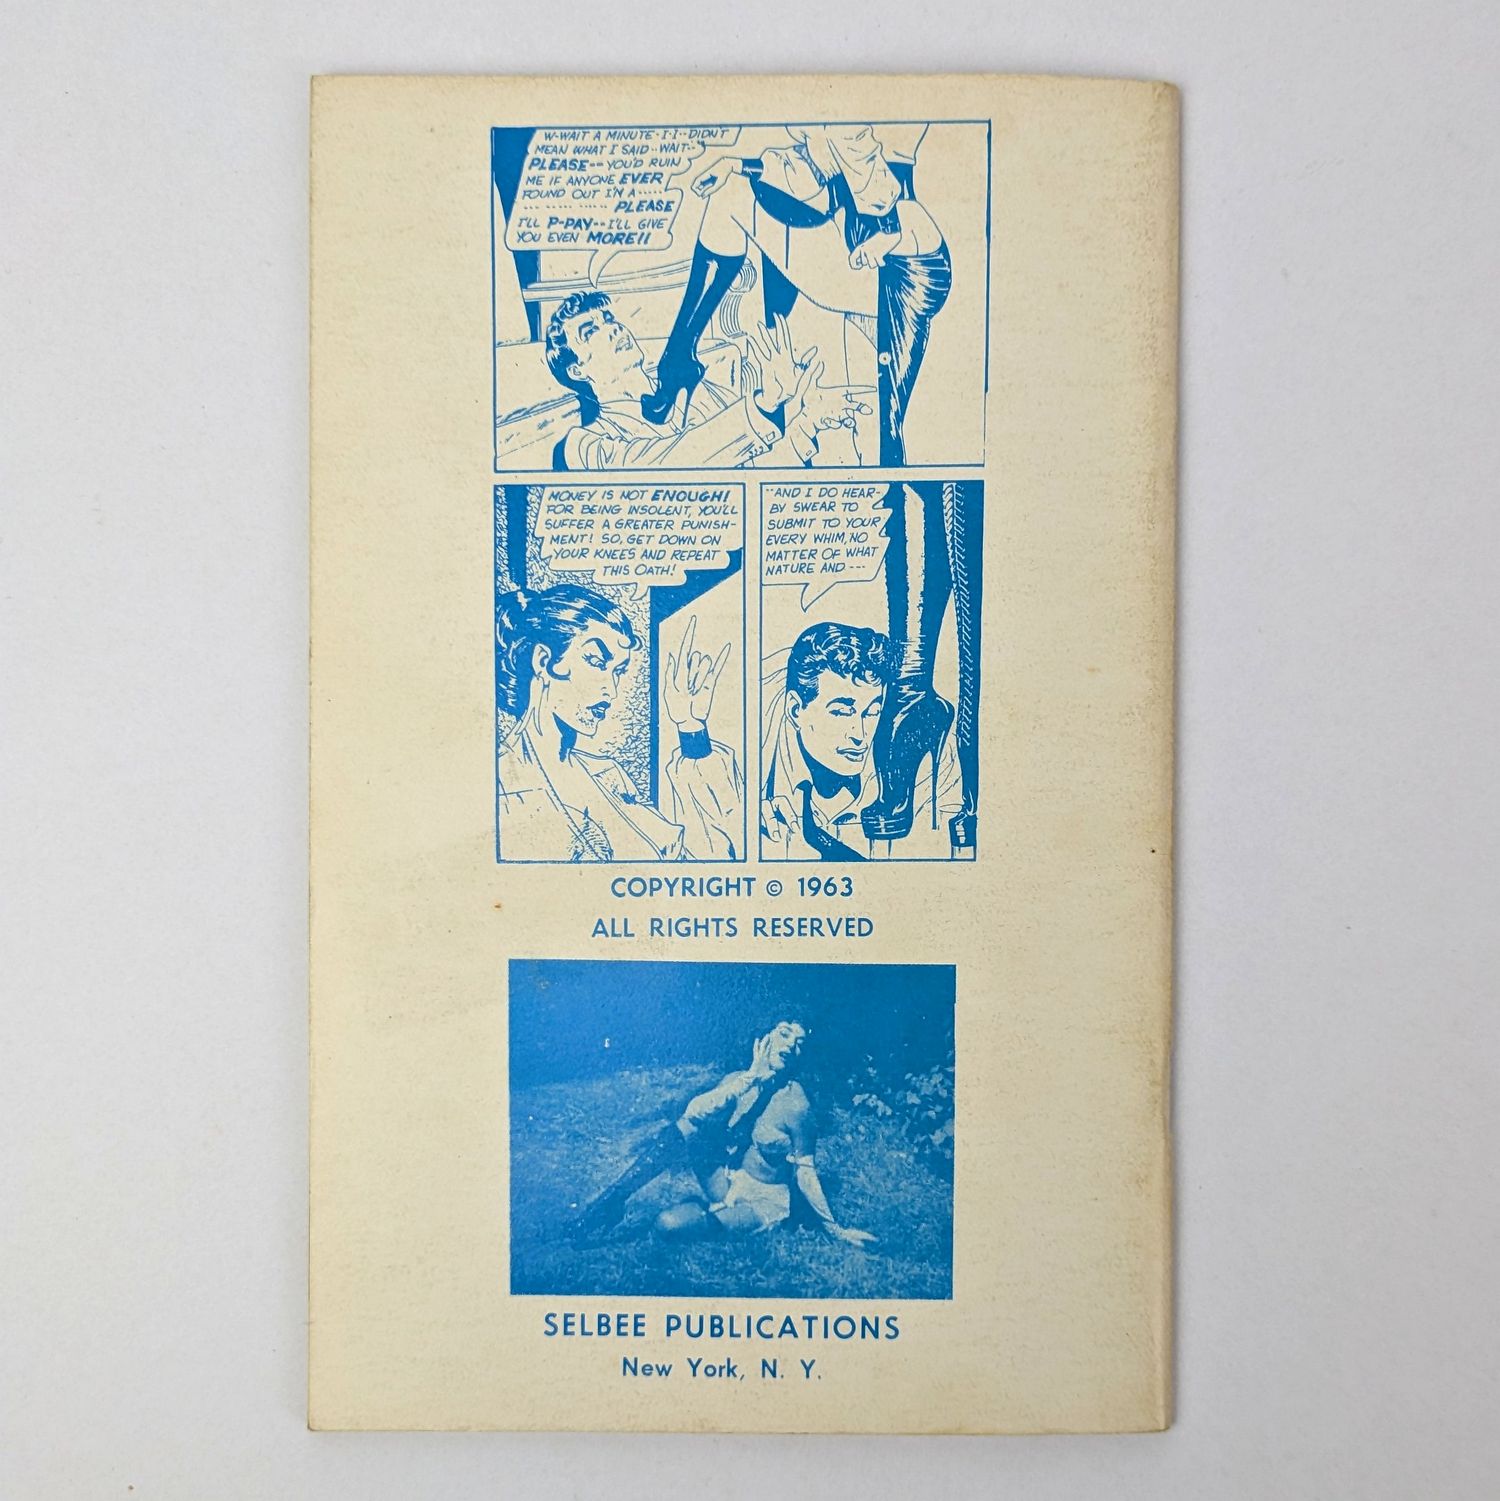 W-WAIT A MINUTE-I-I--DIDN'T
MEAN WHAT I SAID--WAIT--
PLEASE--YOU'D RUIN
ME IF ANYONE EVER
FOUND OUT I'M A .....
... ..... ..... PLEASE
I'LL P-PAY--I'LL GIVE
YOU EVEN MORE!!
MONEY IS NOT ENOUGH!
FOR BEING INSOLENT, YOU'LL
SUFFER A GREATER PUNISH-
MENT! SO, GET DOWN ON
YOUR KNEES AND REPEAT
THIS OATH!
--AND I DO HEAR-
BY SWEAR TO
SUBMIT TO YOUR
EVERY WHIM, NO
MATTER OF WHAT
NATURE AND ---
COPYRIGHT © 1963
ALL RIGHTS RESERVED
SELBEE PUBLICATIONS
New York, N. Y.